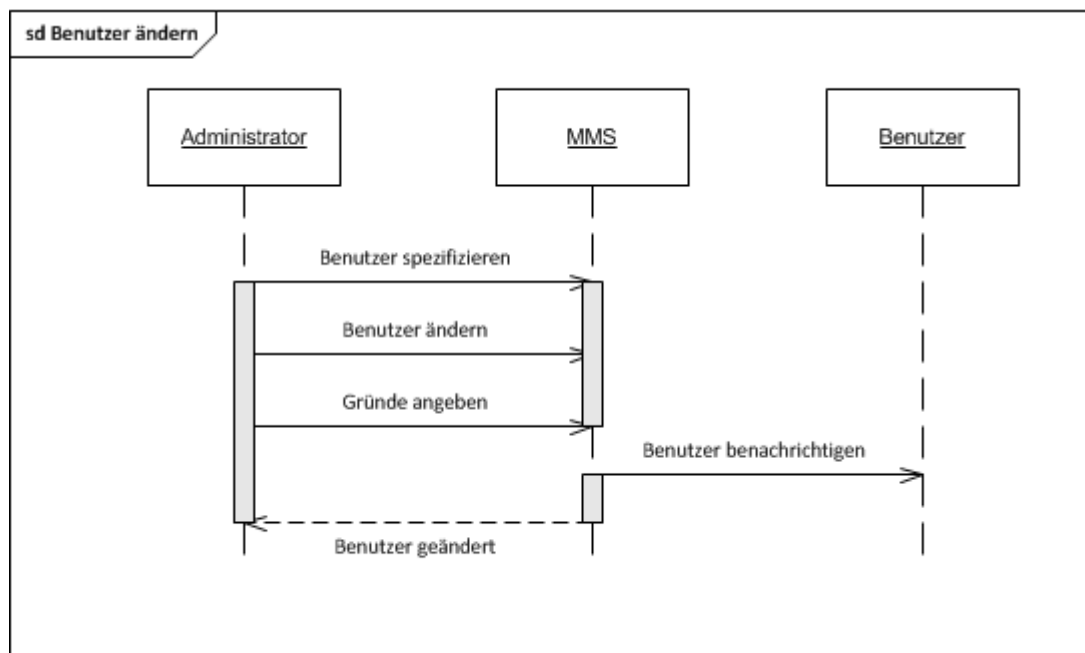 sd Benutzer ändern
Administrator
MMS
Benutzer
Benutzer spezifizieren
Benutzer ändern
Gründe angeben
Benutzer benachrichtigen
Benutzer geändert